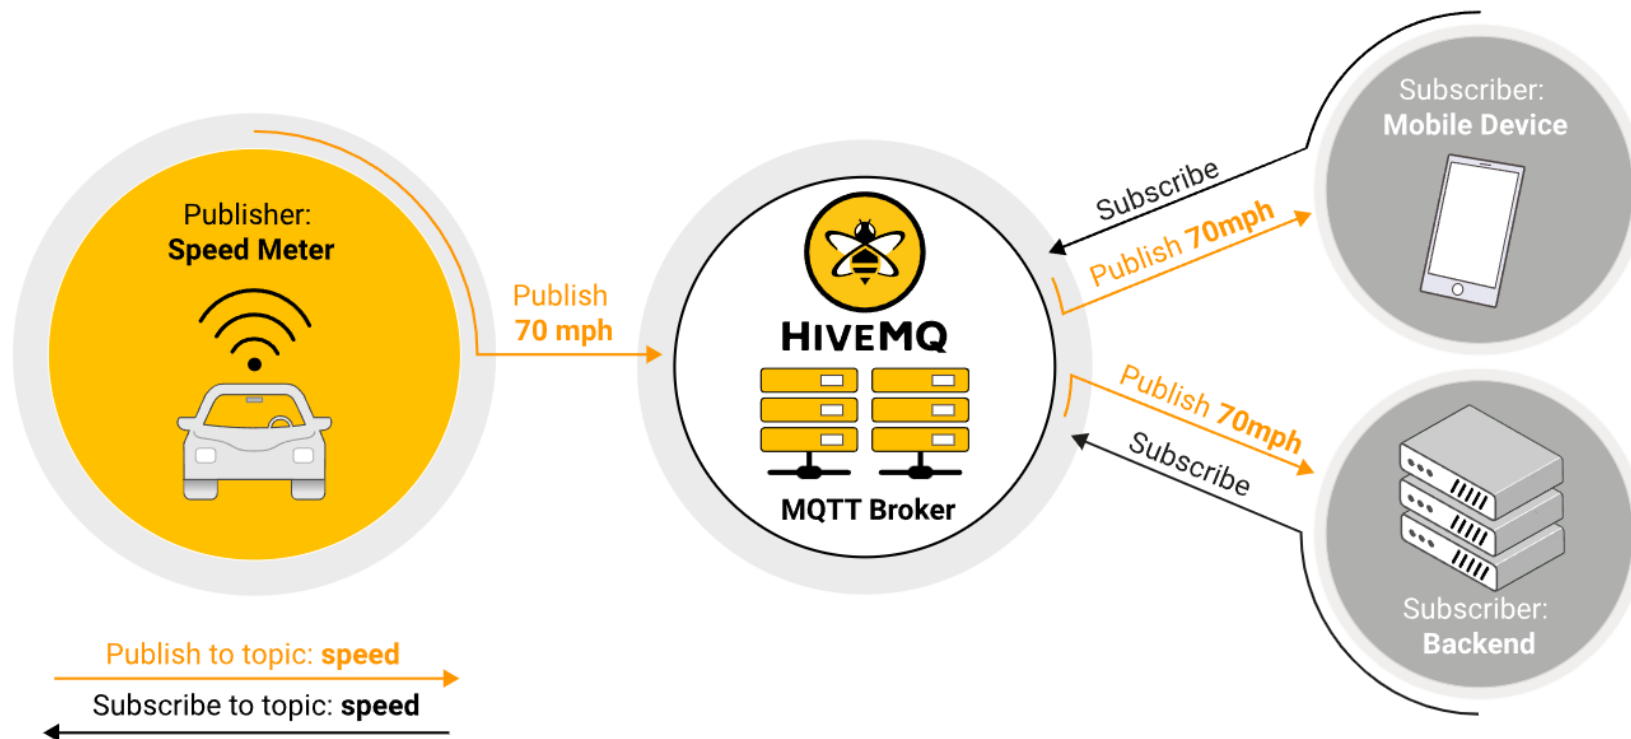 Publisher:
Speed Meter
Publish
70 mph
HIVEMQ
MQTT Broker
Subscribe
Publish 70mph
Publish 70mph
Subscribe
Subscriber:
Mobile Device
Subscriber:
Backend
Publish to topic: speed
Subscribe to topic: speed